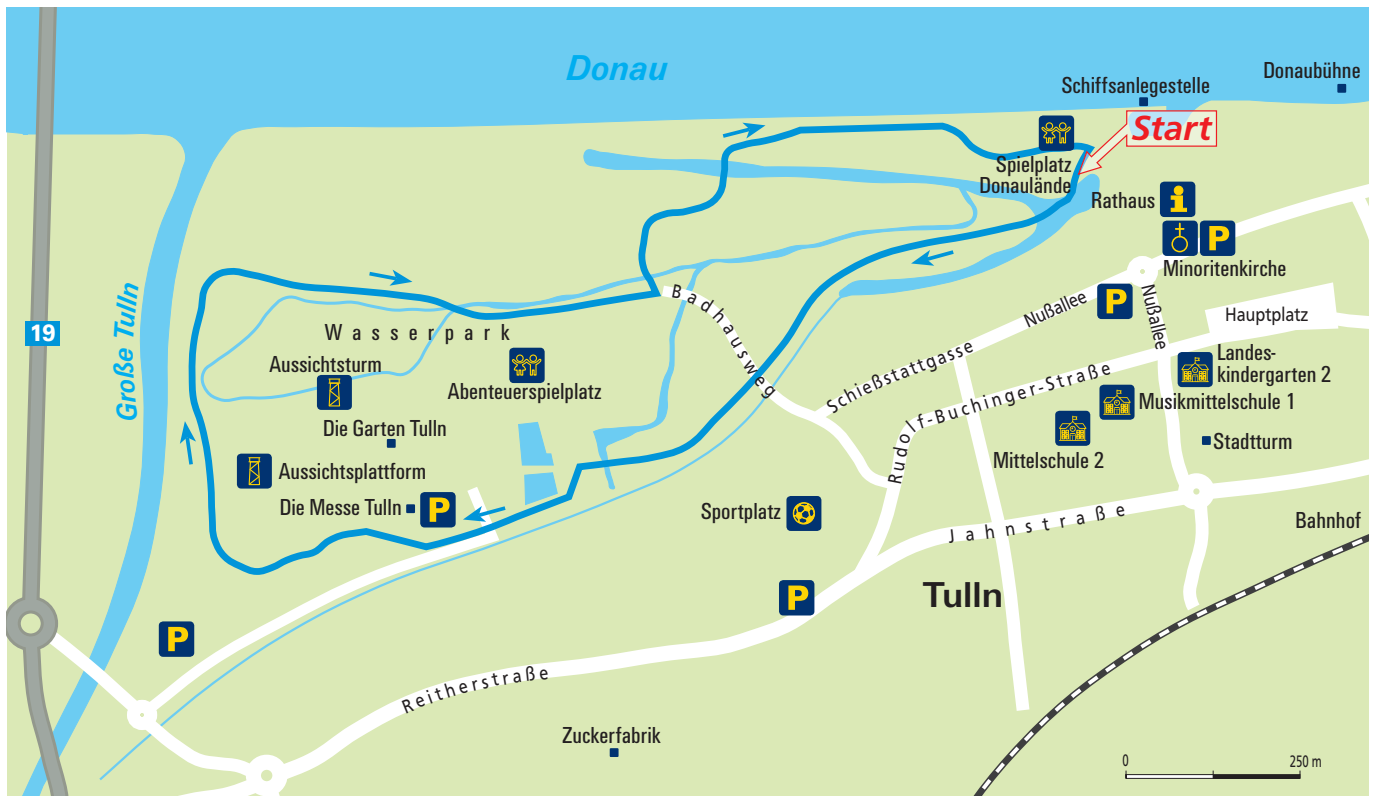 Donau
Donaubühne
Schiffsanlegestelle
Start
Spielplatz
Donaulände
Rathaus
P
Minoritenkirche
Große Tulln
19
Wasserpark
Badhausweg
Nußallee
P
Nußallee
Hauptplatz
Aussichtsturm
Abenteuerspielplatz
Schießstattgasse
Rudolf-Buchinger-Straße
Landes-
kindergarten 2
Musikmittelschule 1
Die Garten Tulln
Stadtturm
Mittelschule 2
Aussichtsplattform
Die Messe Tulln
P
Sportplatz
Jahnstraße
Bahnhof
P
Tulln
P
Reitherstraße
Zuckerfabrik
0 250 m